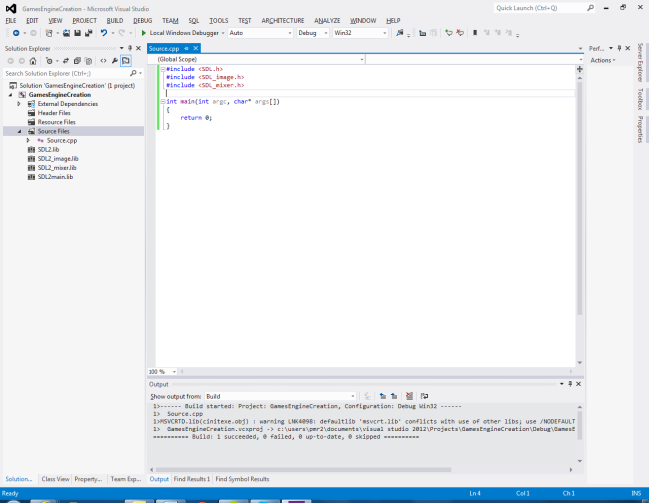 GamesEngineCreation - Microsoft Visual Studio
Quick Launch (Ctrl+Q)
FILE EDIT VIEW PROJECT BUILD DEBUG TEAM SQL TOOLS TEST ARCHITECTURE ANALYZE WINDOW HELP
Local Windows Debugger Auto Debug Win32
Solution Explorer
Search Solution Explorer (Ctrl+;)
Solution 'GamesEngineCreation' (1 project)
GamesEngineCreation
External Dependencies
Header Files
Resource Files
Source Files
Source.cpp
SDL2.lib
SDL2_image.lib
SDL2_mixer.lib
SDL2main.lib
Solution... Class View Property... Team Exp...
Source.cpp
(Global Scope)
#include <SDL.h>
#include <SDL_image.h>
#include <SDL_mixer.h>
int main(int argc, char* args[])
{
return 0;
}
100 %
Output
Show output from: Build
1>------ Build started: Project: GamesEngineCreation, Configuration: Debug Win32 ------
1> Source.cpp
1>MSVCRTD.lib(cinitexe.obj) : warning LNK4098: defaultlib 'msvcrt.lib' conflicts with use of other libs; use /NODEFAULT
1> GamesEngineCreation.vcxproj -> c:\users\pmr2\documents\visual studio 2012\Projects\GamesEngineCreation\Debug\GamesE
========== Build: 1 succeeded, 0 failed, 0 up-to-date, 0 skipped ==========
Output Find Results 1 Find Symbol Results
Perf...
Actions
Server Explorer
Toolbox
Properties
Ready
Ln 4 Col 1 Ch 1 INS